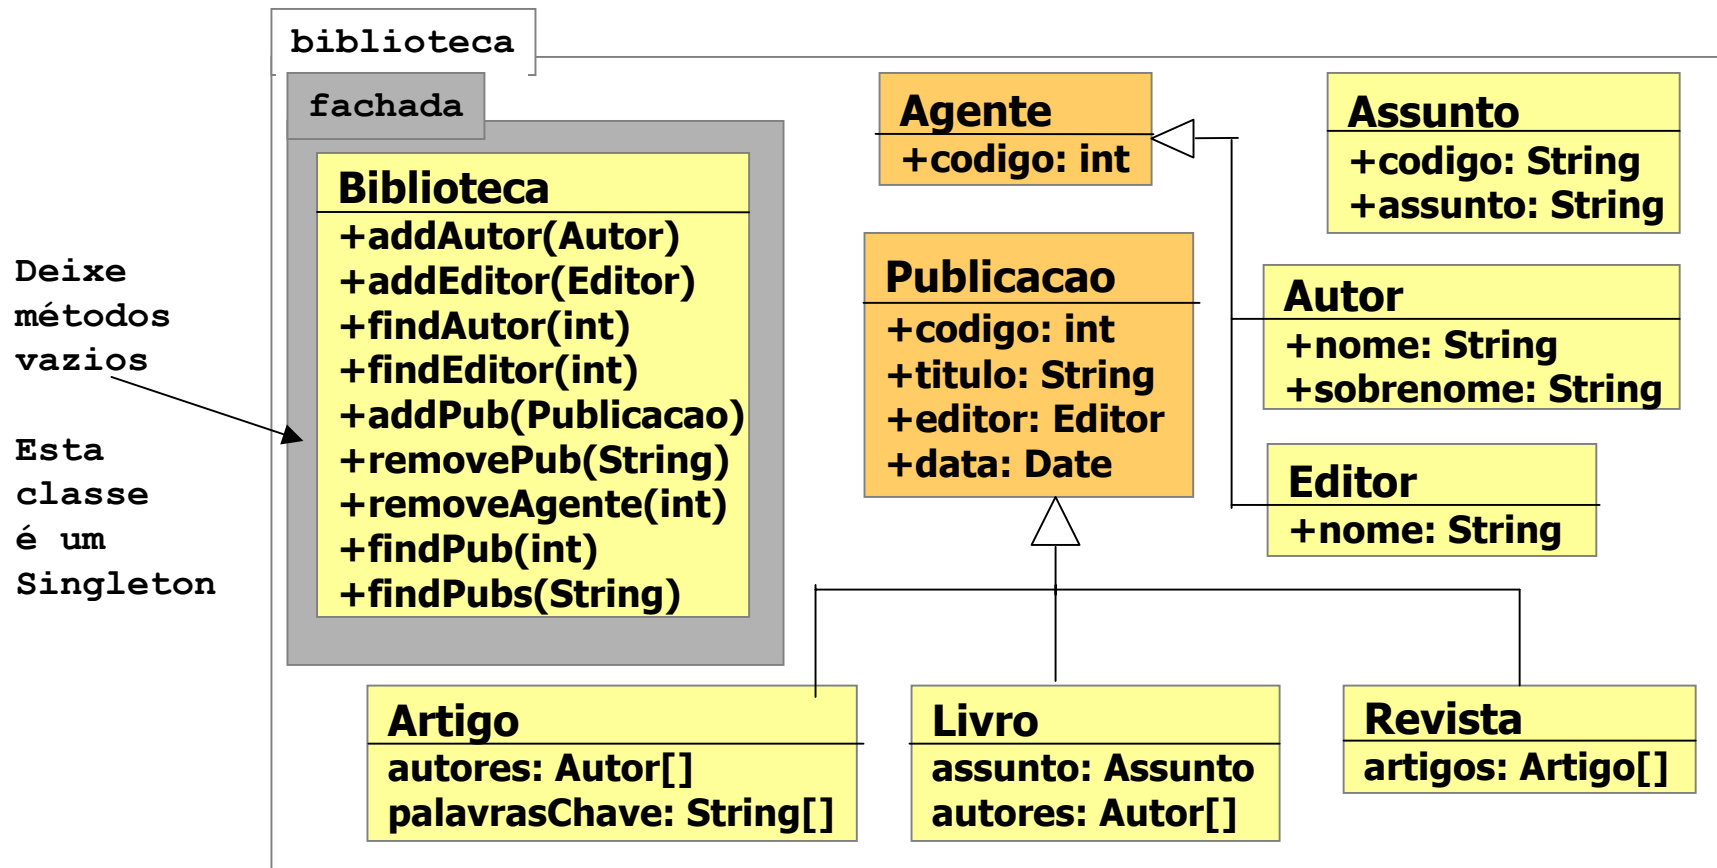 biblioteca
fachada
Biblioteca
+addAutor(Autor)
+addEditor(Editor)
+findAutor(int)
+findEditor(int)
+addPub(Publicacao)
+removePub(String)
+removeAgente(int)
+findPub(int)
+findPubs(String)
Deixe
métodos
vazios
Esta
classe
é um
Singleton
Agente
+codigo: int
Assunto
+codigo: String
+assunto: String
Publicacao
+codigo: int
+titulo: String
+editor: Editor
+data: Date
Autor
+nome: String
+sobrenome: String
Editor
+nome: String
Artigo
autores: Autor[]
palavrasChave: String[]
Livro
assunto: Assunto
autores: Autor[]
Revista
artigos: Artigo[]